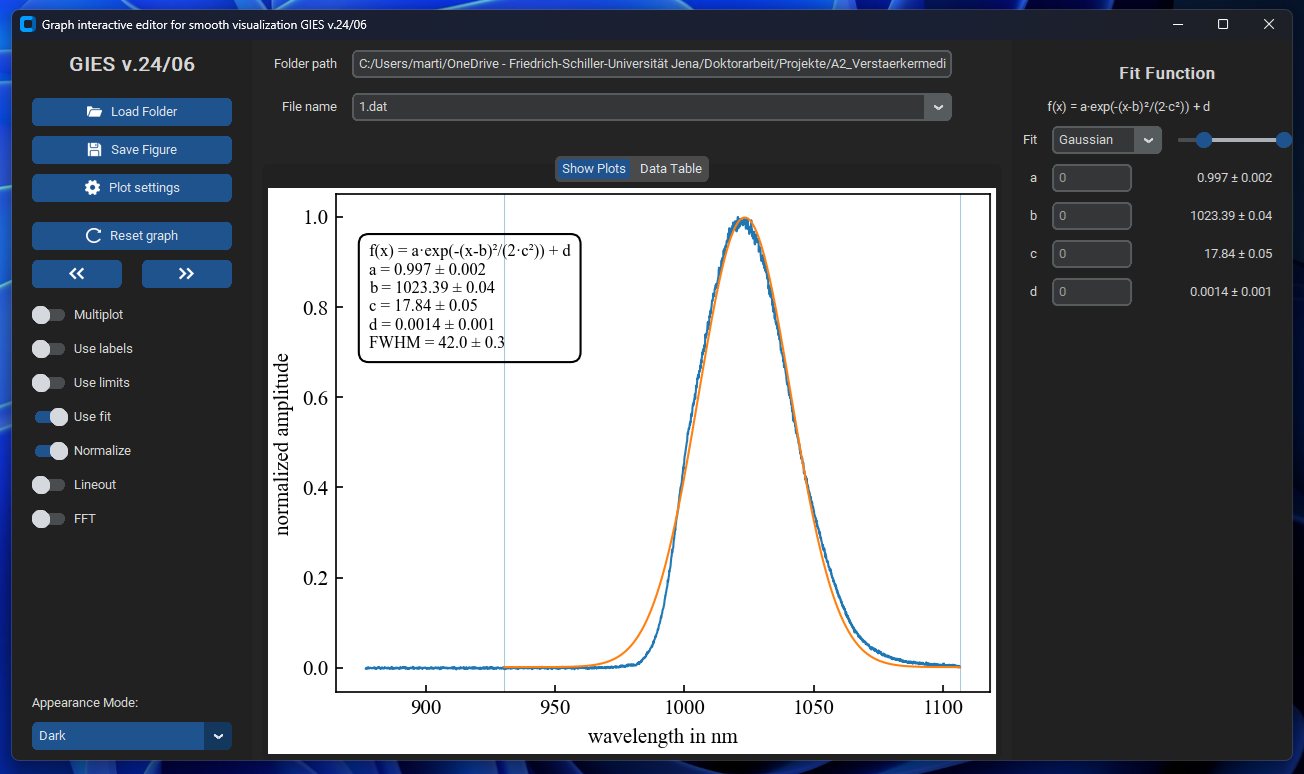 Graph interactive editor for smooth visualization GIES v.24/06
GIES v.24/06
Load Folder
Save Figure
Plot settings
Reset graph
Multiplot
Use labels
Use limits
Use fit
Normalize
Lineout
FFT
Appearance Mode:
Dark
Folder path
C:/Users/marti/OneDrive - Friedrich-Schiller-Universität Jena/Doktorarbeit/Projekte/A2_Verstaerkermedi
File name
1.dat
Show Plots Data Table
f(x) = a·exp(-(x-b)²/(2·c²)) + d
a = 0.997 ± 0.002
b = 1023.39 ± 0.04
c = 17.84 ± 0.05
d = 0.0014 ± 0.001
FWHM = 42.0 ± 0.3
normalized amplitude
1.0
0.8
0.6
0.4
0.2
0.0
900 950 1000 1050 1100
wavelength in nm
Fit Function
f(x) = a·exp(-(x-b)²/(2·c²)) + d
Fit Gaussian
a 0 0.997 ± 0.002
b 0 1023.39 ± 0.04
c 0 17.84 ± 0.05
d 0 0.0014 ± 0.001